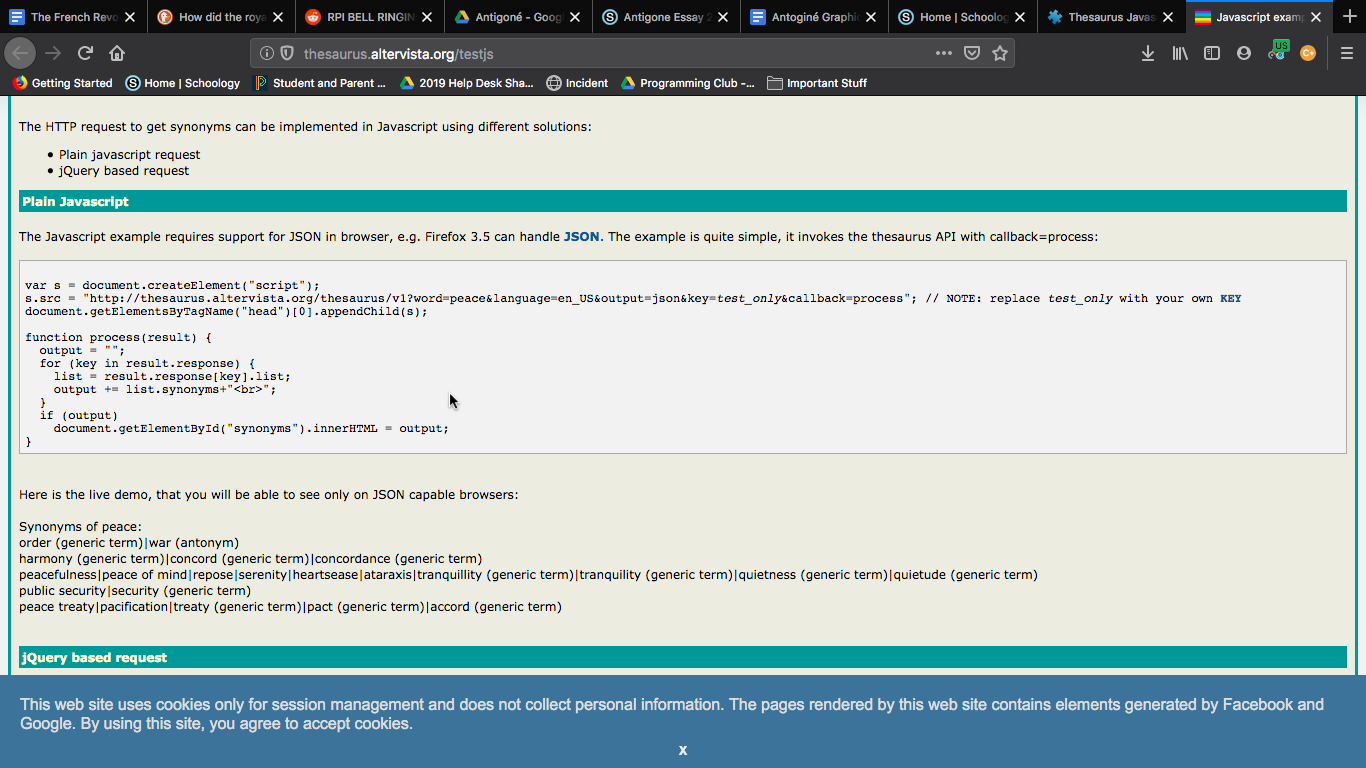 The French Revo
How did the roya
RPI BELL RINGIN
Antigoné - Goog
Antigone Essay 2
Antoginé Graphi
Home | Schoolog
Thesaurus Javas
Javascript examp
thesaurus.altervista.org/testjs
US
C+
Getting Started
Home | Schoology
Student and Parent ...
2019 Help Desk Sha...
Incident
Programming Club -...
Important Stuff
The HTTP request to get synonyms can be implemented in Javascript using different solutions:
• Plain javascript request
• jQuery based request
Plain Javascript
The Javascript example requires support for JSON in browser, e.g. Firefox 3.5 can handle JSON. The example is quite simple, it invokes the thesaurus API with callback=process:
var s = document.createElement("script");
s.src = "http://thesaurus.altervista.org/thesaurus/v1?word=peace&language=en_US&output=json&key=test_only&callback=process"; // NOTE: replace test_only with your own KEY
document.getElementsByTagName("head")[0].appendChild(s);
function process(result) {
  output = "";
  for (key in result.response) {
    list = result.response[key].list;
    output += list.synonyms+"<br>";
  }
  if (output)
    document.getElementById("synonyms").innerHTML = output;
}
Here is the live demo, that you will be able to see only on JSON capable browsers:
Synonyms of peace:
order (generic term)|war (antonym)
harmony (generic term)|concord (generic term)|concordance (generic term)
peacefulness|peace of mind|repose|serenity|heartsease|ataraxis|tranquillity (generic term)|tranquility (generic term)|quietness (generic term)|quietude (generic term)
public security|security (generic term)
peace treaty|pacification|treaty (generic term)|pact (generic term)|accord (generic term)
jQuery based request
This web site uses cookies only for session management and does not collect personal information. The pages rendered by this web site contains elements generated by Facebook and
Google. By using this site, you agree to accept cookies.
x